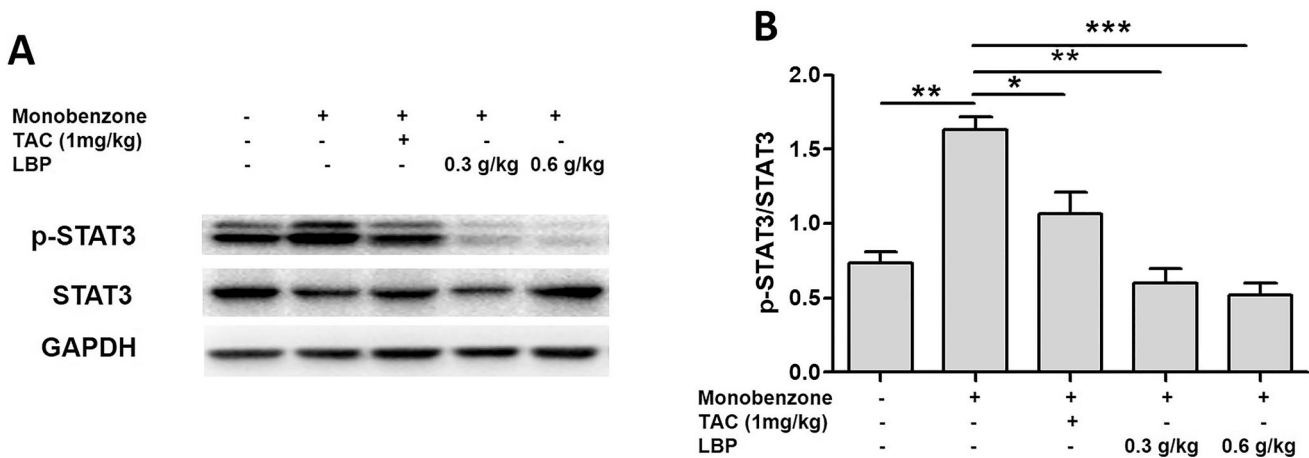 A
Monobenzone - + + + +
TAC (1mg/kg) - - + - -
LBP - - - 0.3 g/kg 0.6 g/kg
p-STAT3
STAT3
GAPDH
B
***
**
** *
2.0
1.5
1.0
0.5
0.0
p-STAT3/STAT3
Monobenzone - + + + +
TAC (1mg/kg) - - + - -
LBP - - - 0.3 g/kg 0.6 g/kg